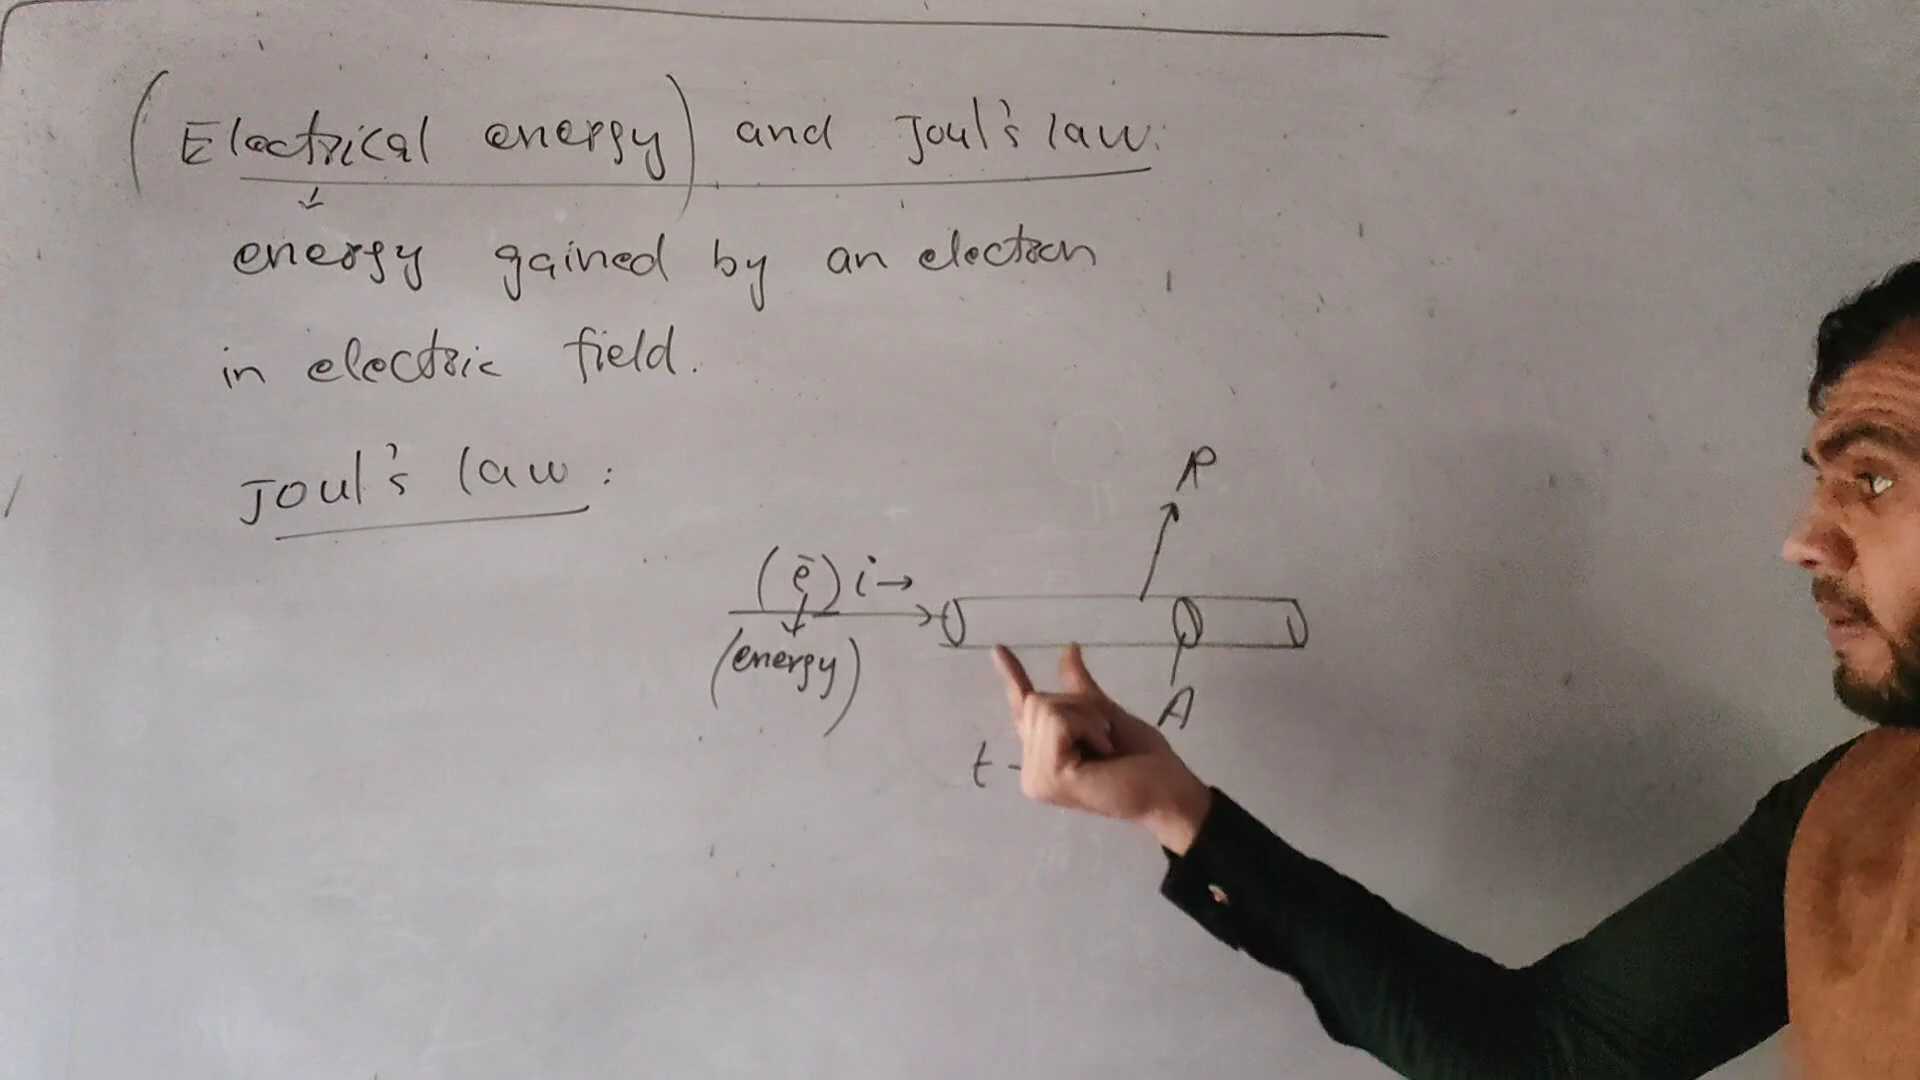 (Electrical energy) and Joul's law:
energy gained by an electron
in electric field.
Joul's law:
R
(e̅) i→
(energy)
A
t -